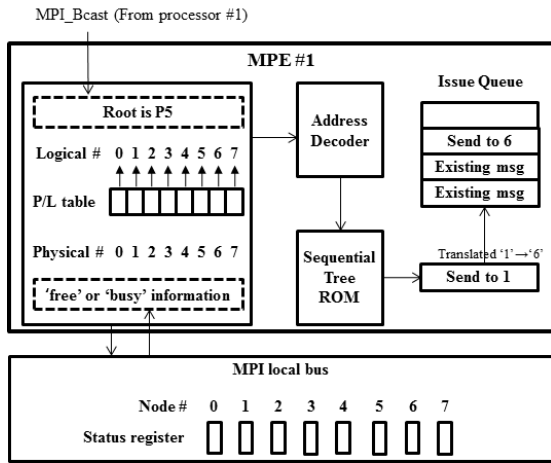 MPI_Bcast (From processor #1)
MPE #1
Root is P5
Logical # 0 1 2 3 4 5 6 7
P/L table
Physical # 0 1 2 3 4 5 6 7
‘free’ or ‘busy’ information
Address
Decoder
Sequential
Tree
ROM
Issue Queue
Send to 6
Existing msg
Existing msg
Translated ‘1’→‘6’
Send to 1
MPI local bus
Node # 0 1 2 3 4 5 6 7
Status register